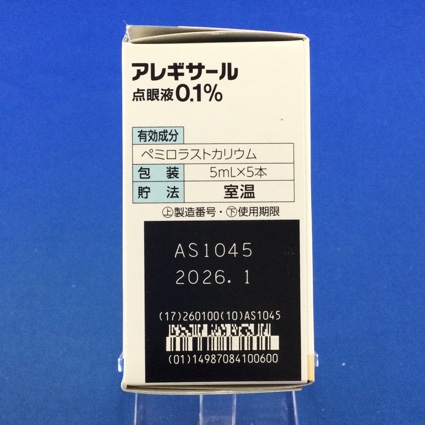 アレギサール
点眼液0.1%
有効成分
ペミロラストカリウム
包装 5mL×5本
貯法 室温
㊤製造番号・㊦使用期限
AS1045
2026.1
(17)260100(10)AS1045
(01)14987084100600